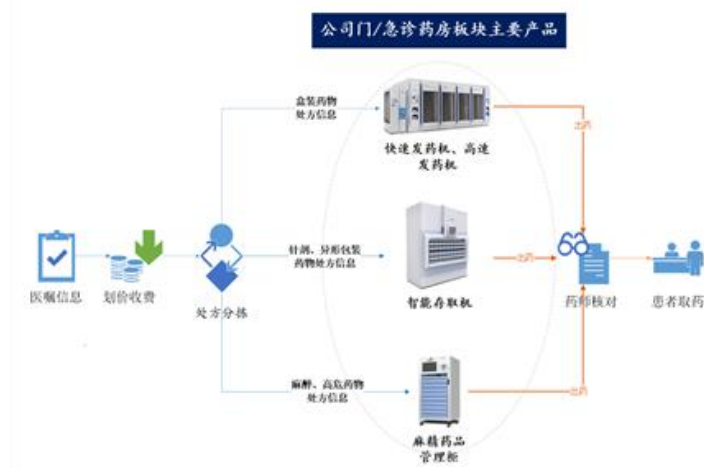 公司门/急诊药房板块主要产品
盒装药物
处方信息
快速发药机、高速
发药机
出药
医嘱信息
划价收费
处方分拣
针剂、异形包装
药物处方信息
智能存取机
出药
药师核对
患者取药
麻醉、高危药物
处方信息
麻精药品
管理柜
出药